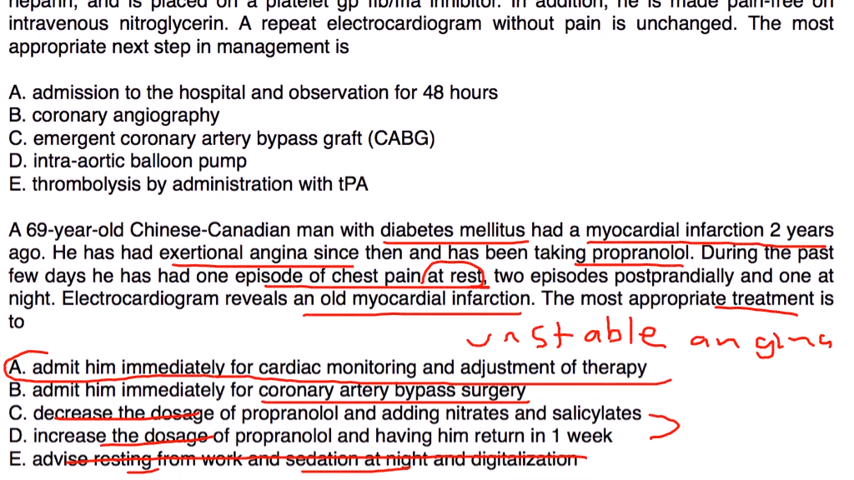 heparin, and is placed on a platelet gp IIb/IIIa inhibitor. In addition, he is made pain-free on
intravenous nitroglycerin. A repeat electrocardiogram without pain is unchanged. The most
appropriate next step in management is
A. admission to the hospital and observation for 48 hours
B. coronary angiography
C. emergent coronary artery bypass graft (CABG)
D. intra-aortic balloon pump
E. thrombolysis by administration with tPA
A 69-year-old Chinese-Canadian man with diabetes mellitus had a myocardial infarction 2 years
ago. He has had exertional angina since then and has been taking propranolol. During the past
few days he has had one episode of chest pain at rest, two episodes postprandially and one at
night. Electrocardiogram reveals an old myocardial infarction. The most appropriate treatment is
to
unstable angina
A. admit him immediately for cardiac monitoring and adjustment of therapy
B. admit him immediately for coronary artery bypass surgery
C. decrease the dosage of propranolol and adding nitrates and salicylates
D. increase the dosage of propranolol and having him return in 1 week
E. advise resting from work and sedation at night and digitalization